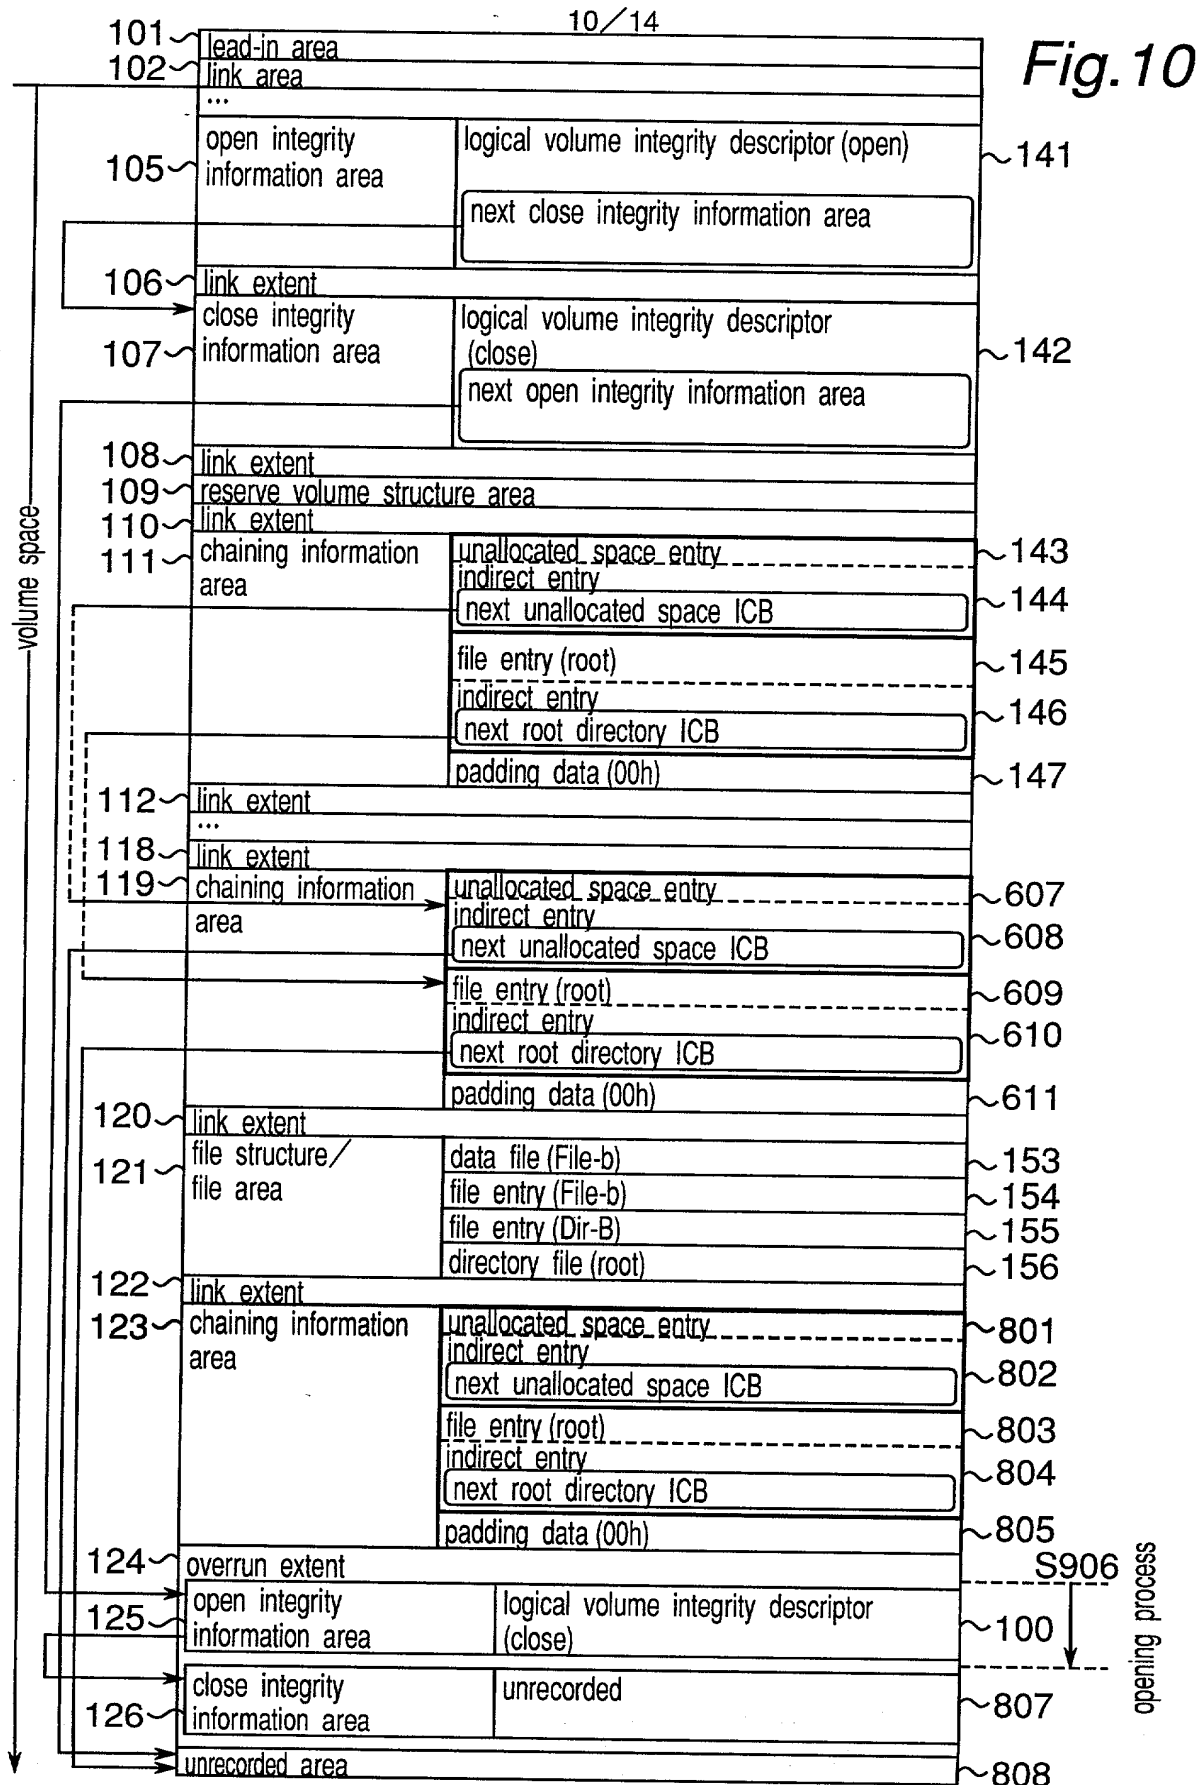 10/14
Fig.10
101 lead-in area
102 link area
...
105 open integrity information area
logical volume integrity descriptor (open) 141
next close integrity information area
106 link extent
107 close integrity information area
logical volume integrity descriptor (close) 142
next open integrity information area
108 link extent
109 reserve volume structure area
110 link extent
111 chaining information area
unallocated space entry 143
indirect entry 144
next unallocated space ICB
file entry (root) 145
indirect entry 146
next root directory ICB
padding data (00h) 147
112 link extent
...
118 link extent
119 chaining information area
unallocated space entry 607
indirect entry 608
next unallocated space ICB
file entry (root) 609
indirect entry 610
next root directory ICB
padding data (00h) 611
120 link extent
121 file structure/ file area
data file (File-b) 153
file entry (File-b) 154
file entry (Dir-B) 155
directory file (root) 156
122 link extent
123 chaining information area
unallocated space entry 801
indirect entry 802
next unallocated space ICB
file entry (root) 803
indirect entry 804
next root directory ICB
padding data (00h) 805
124 overrun extent
S906
125 open integrity information area
logical volume integrity descriptor (close) 100
126 close integrity information area
unrecorded 807
unrecorded area 808
volume space
opening process